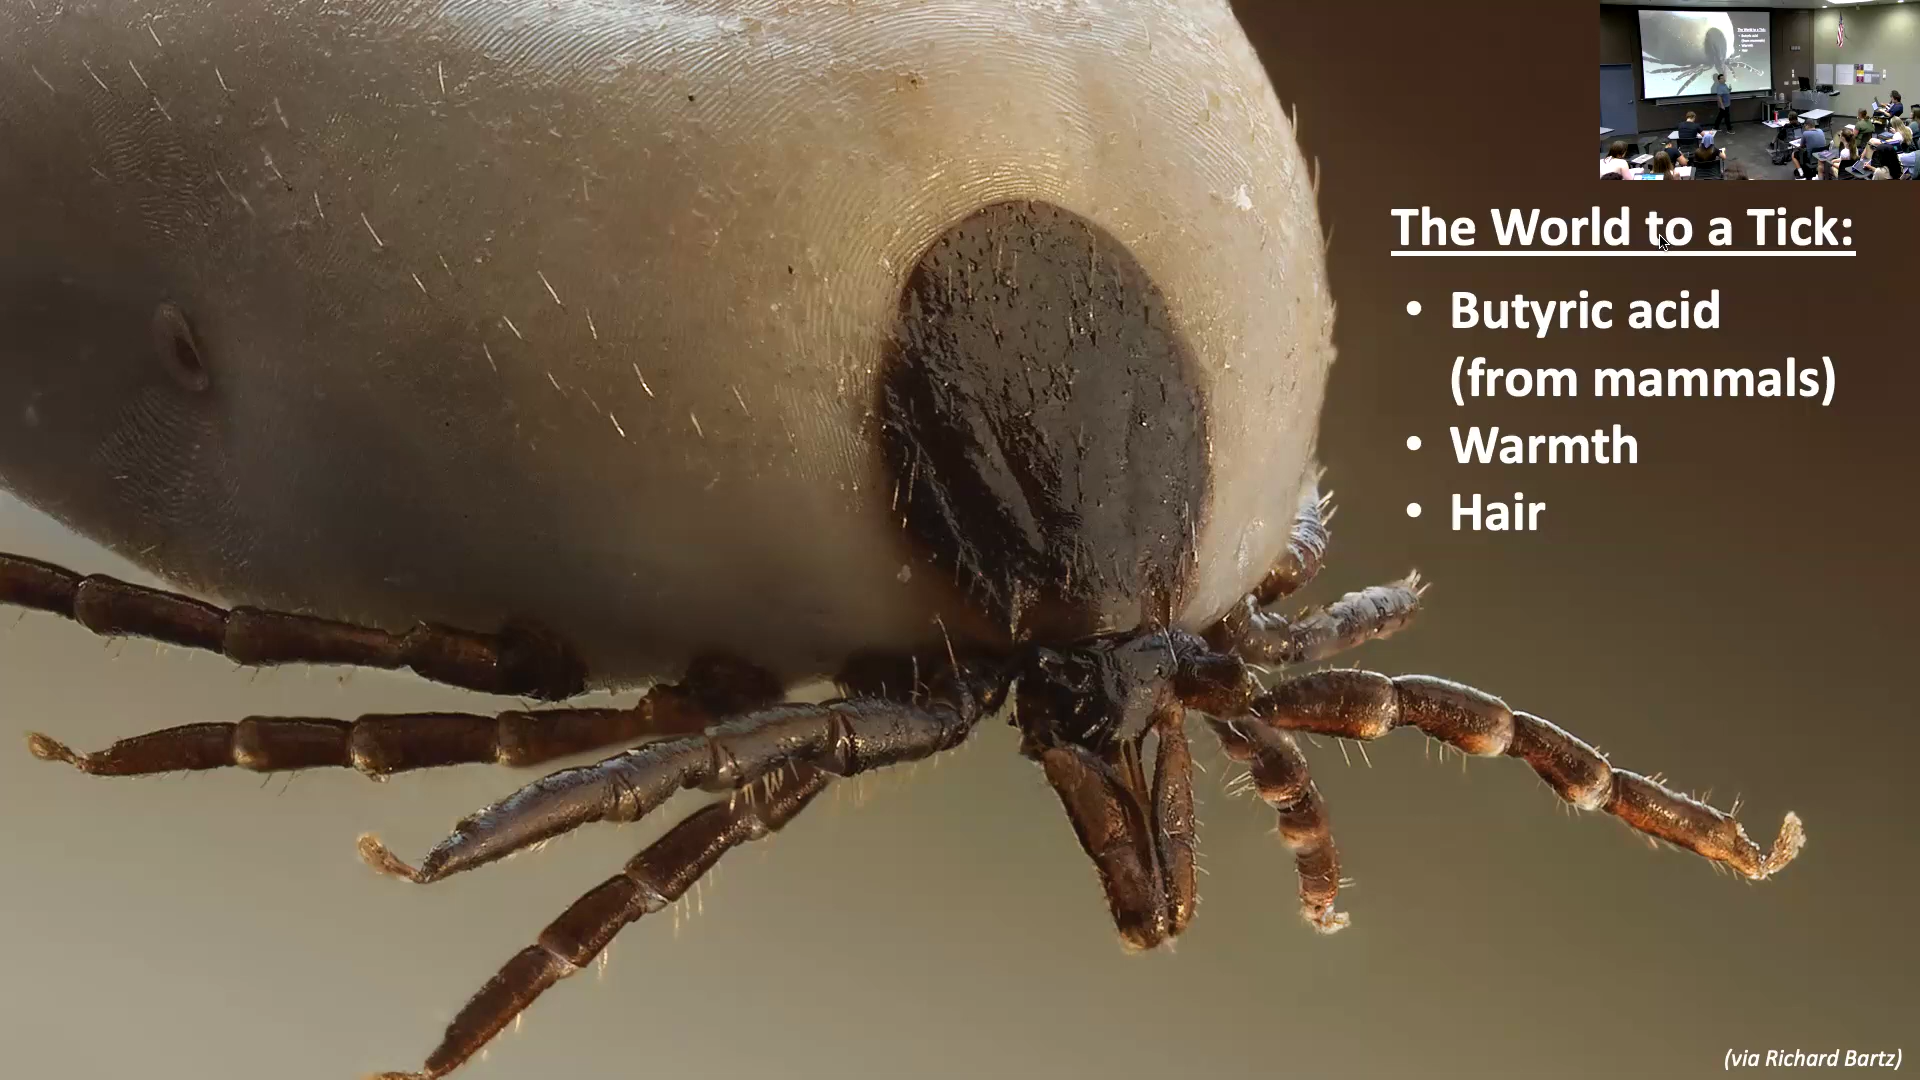 The World to a Tick:
• Butyric acid
(from mammals)
• Warmth
• Hair
(via Richard Bartz)